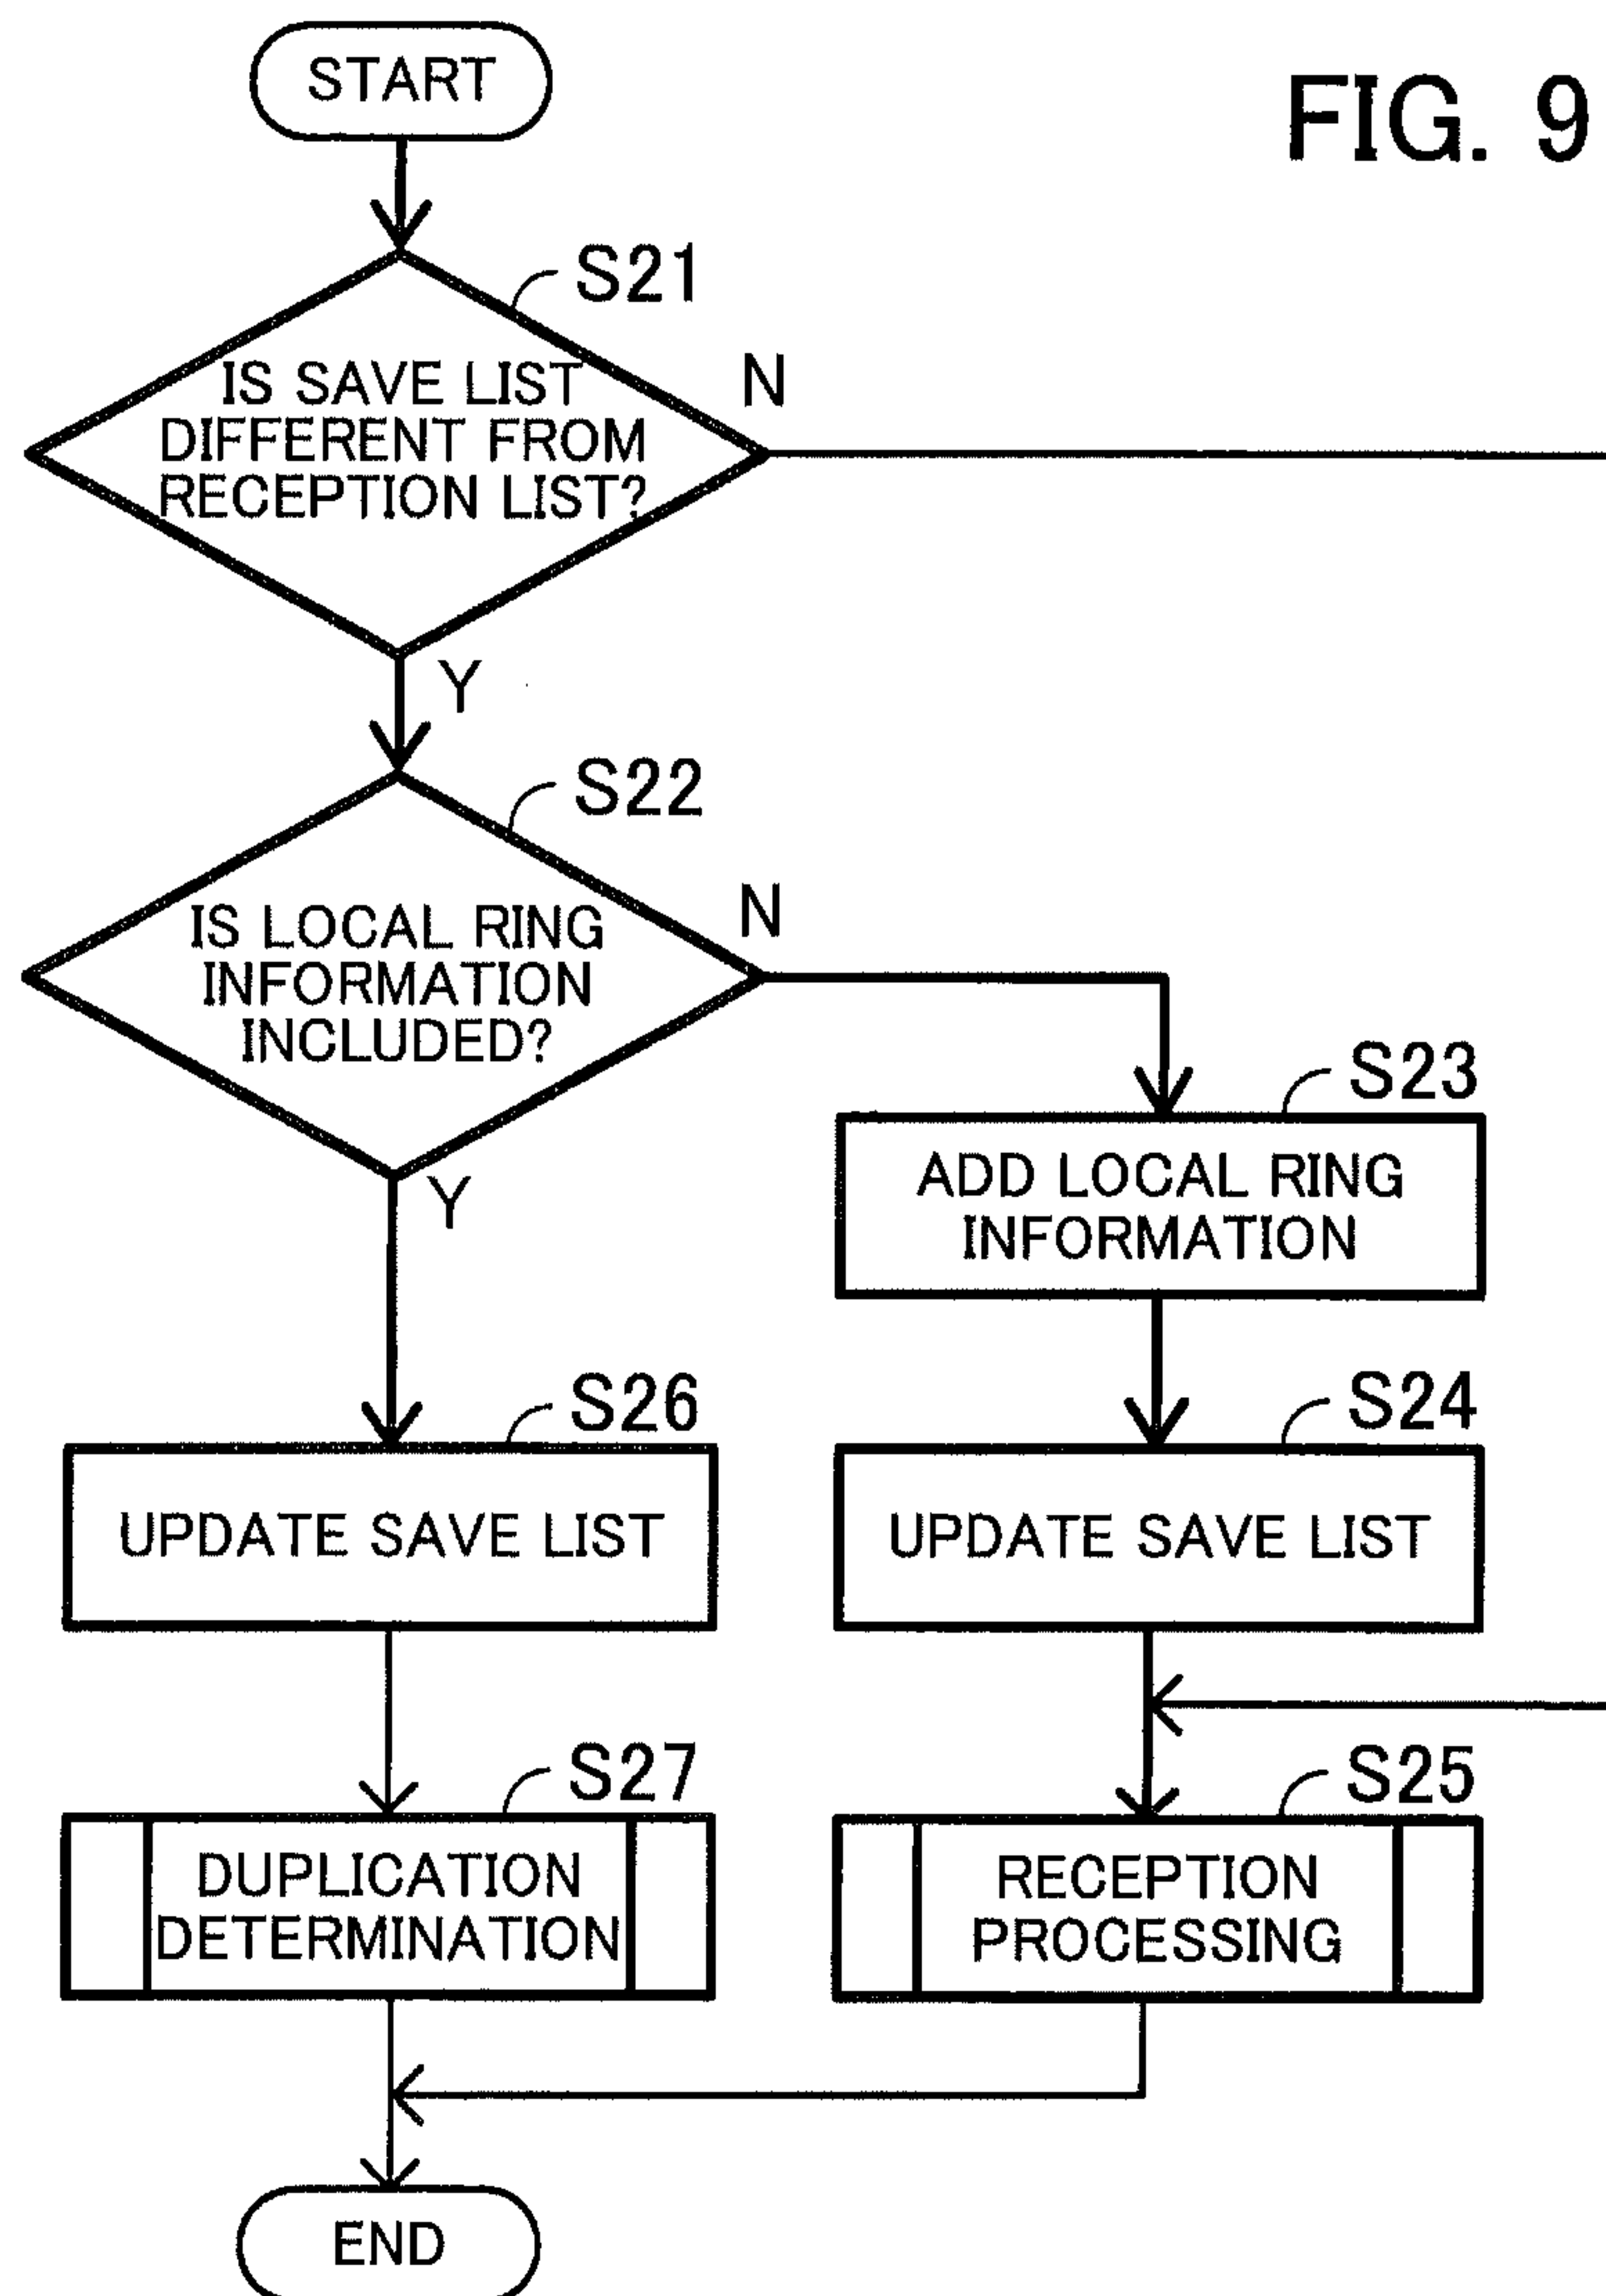 START
FIG. 9
S21
IS SAVE LIST
DIFFERENT FROM
RECEPTION LIST?
N
Y
S22
IS LOCAL RING
INFORMATION
INCLUDED?
N
Y
S23
ADD LOCAL RING
INFORMATION
S26
UPDATE SAVE LIST
S24
UPDATE SAVE LIST
S27
DUPLICATION
DETERMINATION
S25
RECEPTION
PROCESSING
END